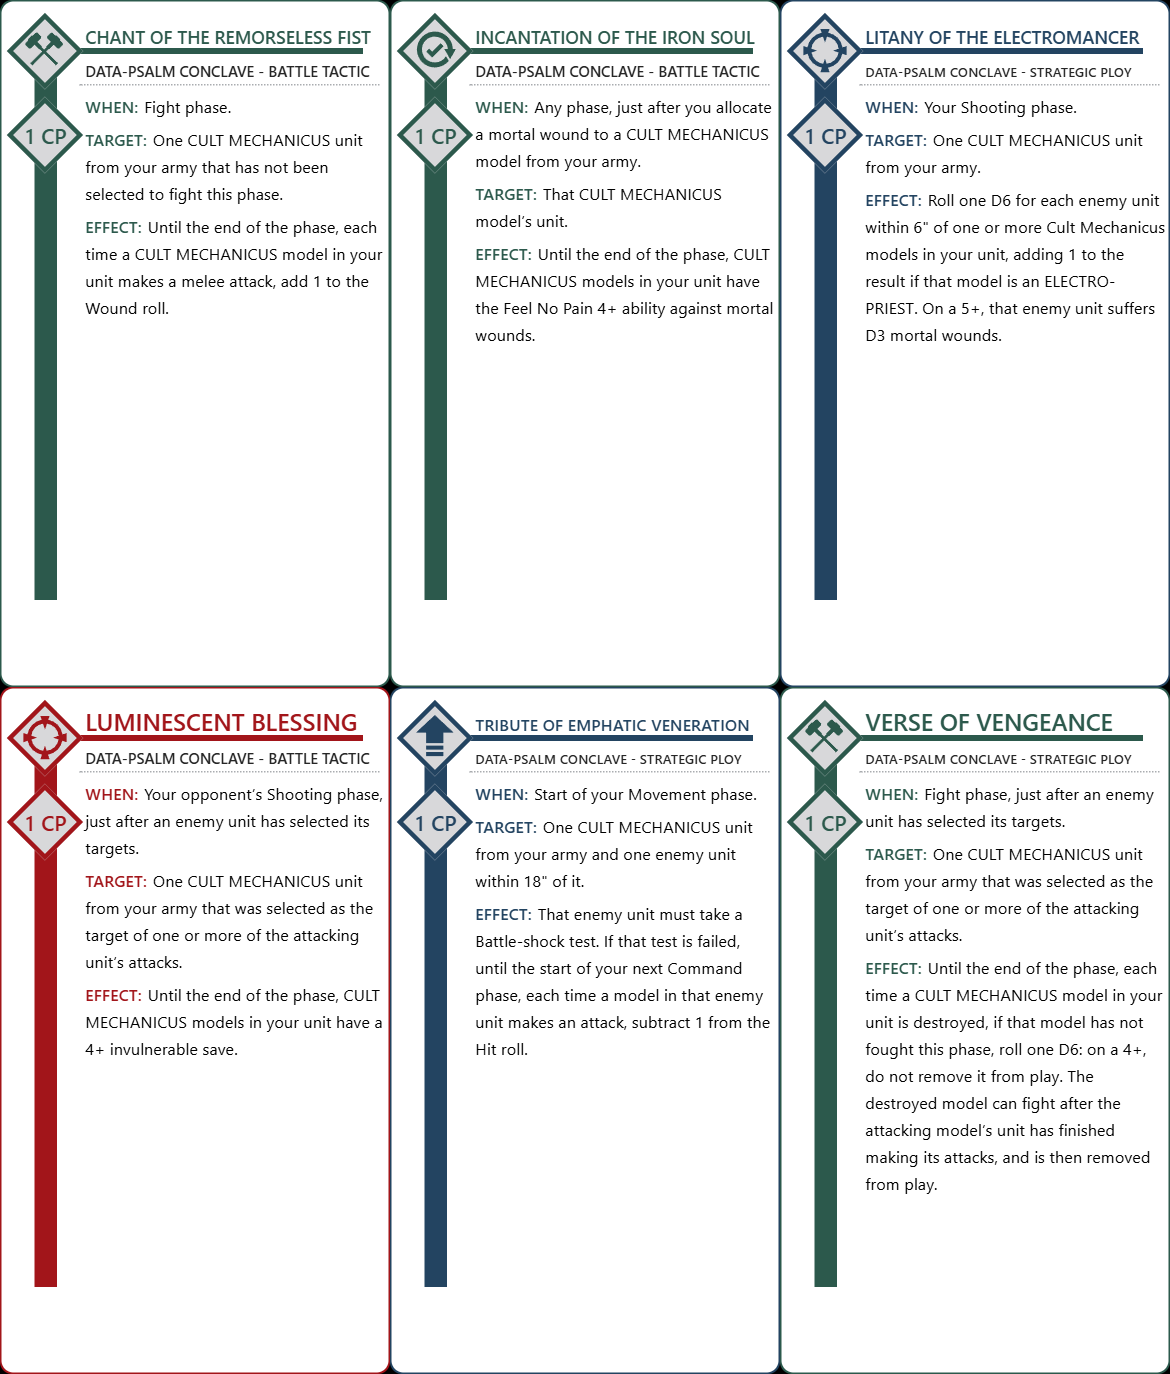 CHANT OF THE REMORSELESS FIST
DATA-PSALM CONCLAVE - BATTLE TACTIC
1 CP
WHEN: Fight phase.
TARGET: One CULT MECHANICUS unit
from your army that has not been
selected to fight this phase.
EFFECT: Until the end of the phase, each
time a CULT MECHANICUS model in your
unit makes a melee attack, add 1 to the
Wound roll.
INCANTATION OF THE IRON SOUL
DATA-PSALM CONCLAVE - BATTLE TACTIC
1 CP
WHEN: Any phase, just after you allocate
a mortal wound to a CULT MECHANICUS
model from your army.
TARGET: That CULT MECHANICUS
model's unit.
EFFECT: Until the end of the phase, CULT
MECHANICUS models in your unit have
the Feel No Pain 4+ ability against mortal
wounds.
LITANY OF THE ELECTROMANCER
DATA-PSALM CONCLAVE - STRATEGIC PLOY
1 CP
WHEN: Your Shooting phase.
TARGET: One CULT MECHANICUS unit
from your army.
EFFECT: Roll one D6 for each enemy unit
within 6" of one or more Cult Mechanicus
models in your unit, adding 1 to the
result if that model is an ELECTRO-
PRIEST. On a 5+, that enemy unit suffers
D3 mortal wounds.
LUMINESCENT BLESSING
DATA-PSALM CONCLAVE - BATTLE TACTIC
1 CP
WHEN: Your opponent's Shooting phase,
just after an enemy unit has selected its
targets.
TARGET: One CULT MECHANICUS unit
from your army that was selected as the
target of one or more of the attacking
unit's attacks.
EFFECT: Until the end of the phase, CULT
MECHANICUS models in your unit have a
4+ invulnerable save.
TRIBUTE OF EMPHATIC VENERATION
DATA-PSALM CONCLAVE - STRATEGIC PLOY
1 CP
WHEN: Start of your Movement phase.
TARGET: One CULT MECHANICUS unit
from your army and one enemy unit
within 18" of it.
EFFECT: That enemy unit must take a
Battle-shock test. If that test is failed,
until the start of your next Command
phase, each time a model in that enemy
unit makes an attack, subtract 1 from the
Hit roll.
VERSE OF VENGEANCE
DATA-PSALM CONCLAVE - STRATEGIC PLOY
1 CP
WHEN: Fight phase, just after an enemy
unit has selected its targets.
TARGET: One CULT MECHANICUS unit
from your army that was selected as the
target of one or more of the attacking
unit's attacks.
EFFECT: Until the end of the phase, each
time a CULT MECHANICUS model in your
unit is destroyed, if that model has not
fought this phase, roll one D6: on a 4+,
do not remove it from play. The
destroyed model can fight after the
attacking model's unit has finished
making its attacks, and is then removed
from play.